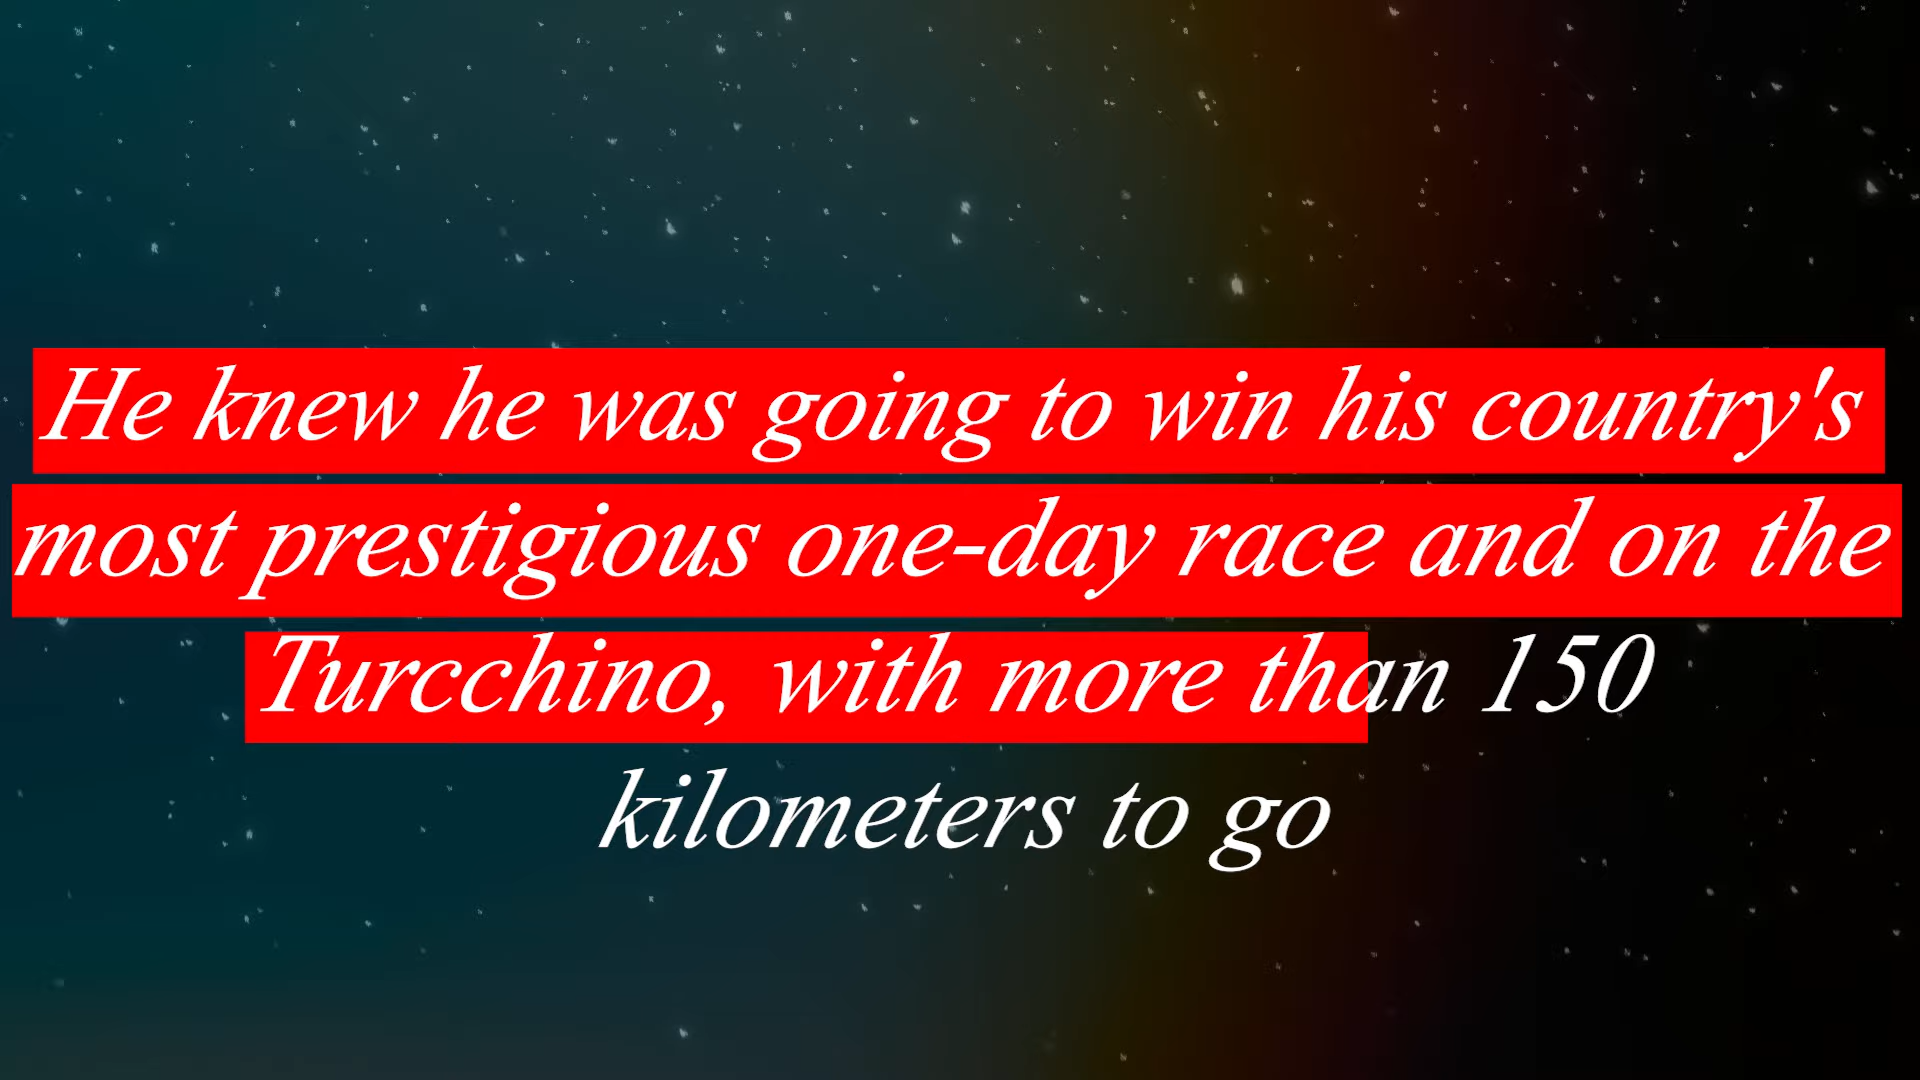 He knew he was going to win his country's
most prestigious one-day race and on the
Turcchino, with more than 150
kilometers to go